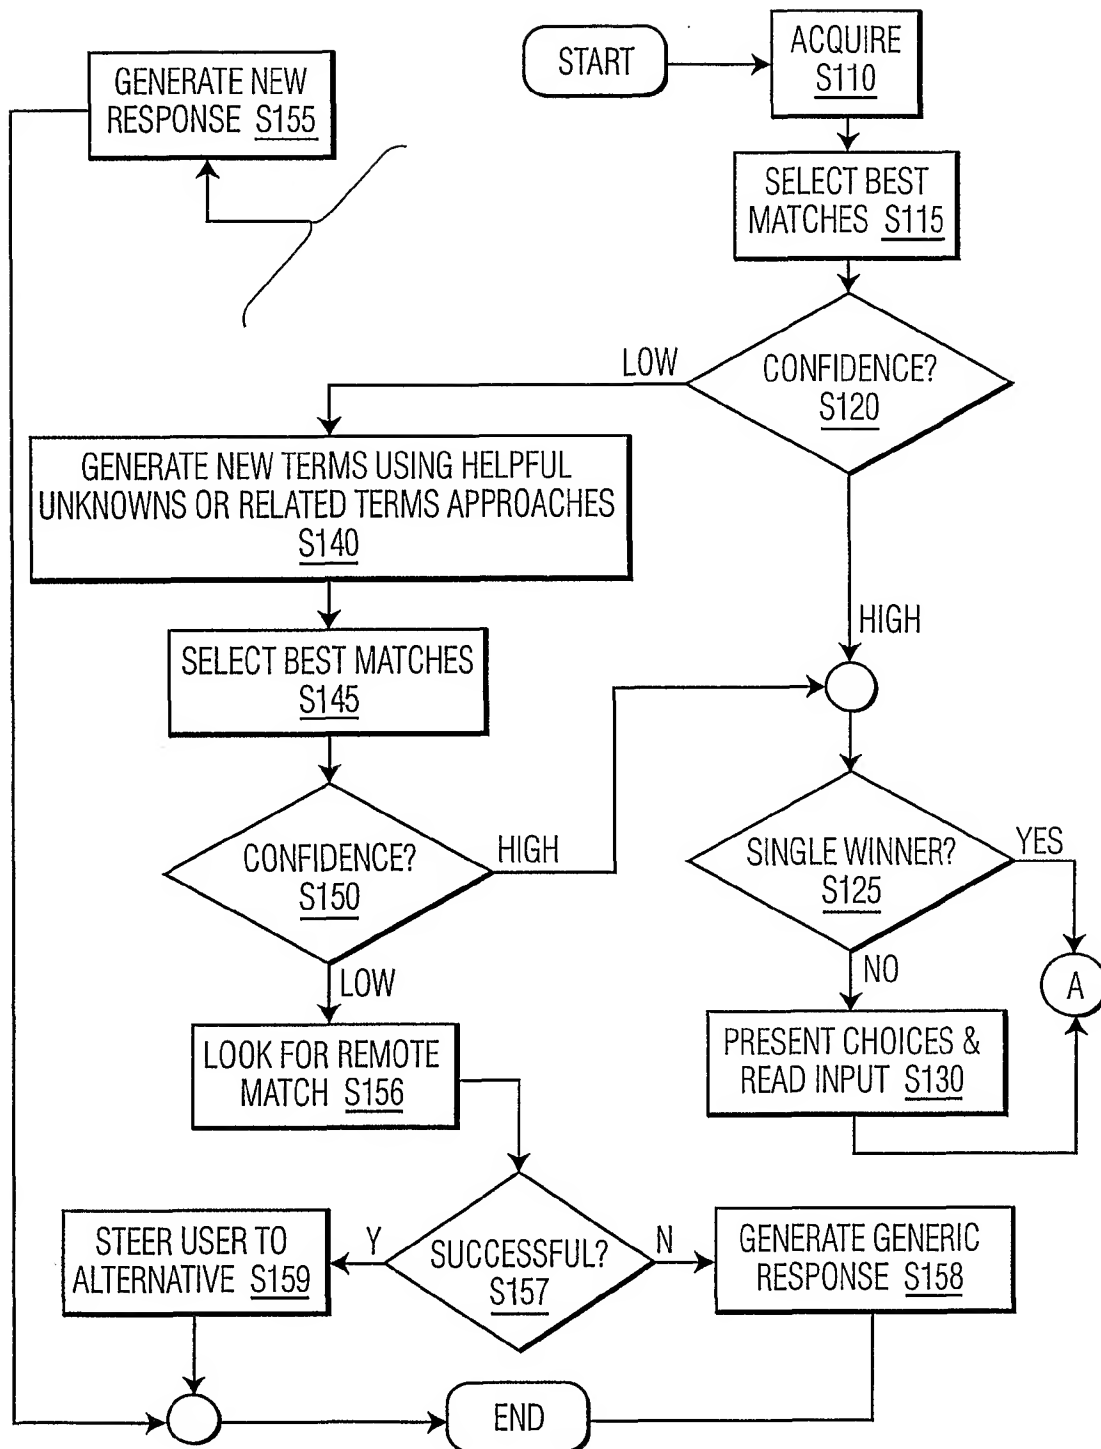 START
ACQUIRE
S110
GENERATE NEW
RESPONSE S155
SELECT BEST
MATCHES S115
CONFIDENCE?
S120
LOW
HIGH
GENERATE NEW TERMS USING HELPFUL
UNKNOWNS OR RELATED TERMS APPROACHES
S140
SELECT BEST MATCHES
S145
CONFIDENCE?
S150
HIGH
LOW
SINGLE WINNER?
S125
YES
NO
A
PRESENT CHOICES &
READ INPUT S130
LOOK FOR REMOTE
MATCH S156
SUCCESSFUL?
S157
Y
N
STEER USER TO
ALTERNATIVE S159
GENERATE GENERIC
RESPONSE S158
END